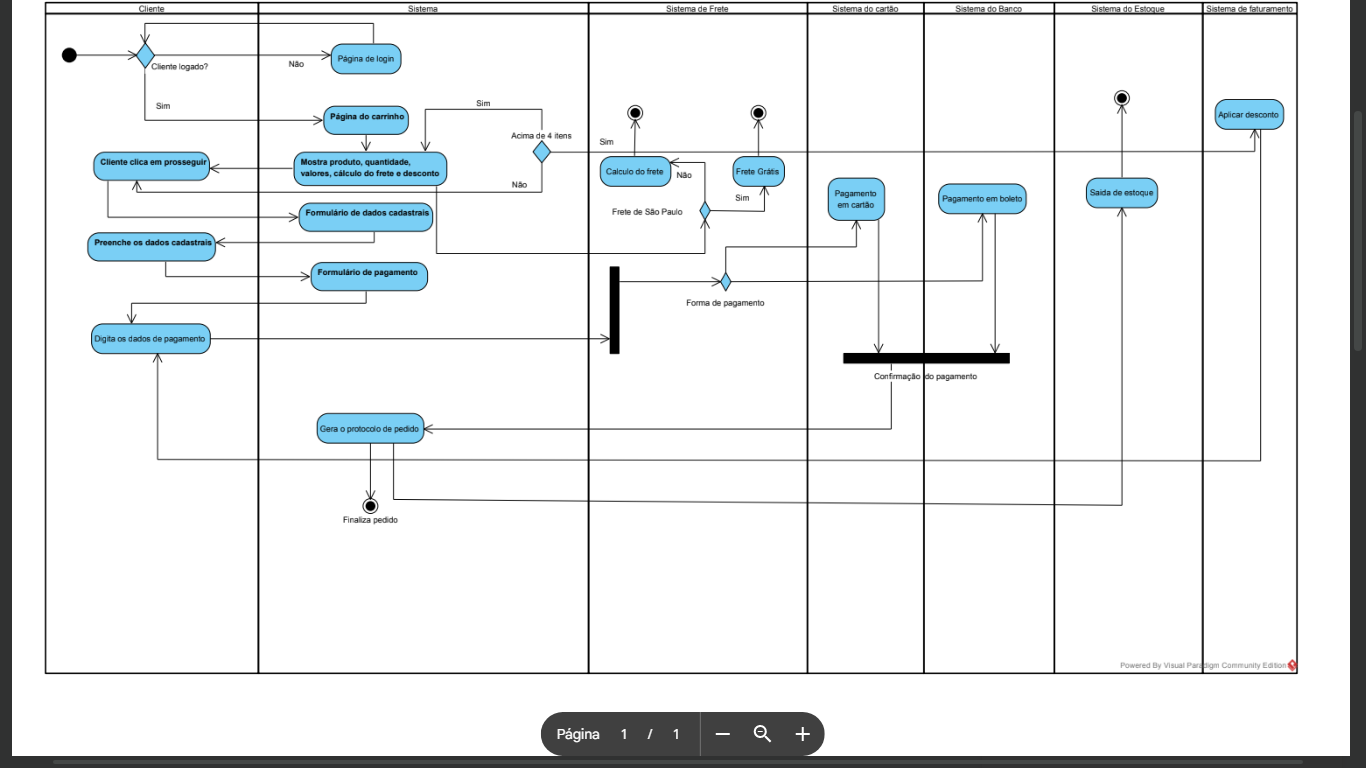 Cliente
Sistema
Sistema de Frete
Sistema do cartão
Sistema do Banco
Sistema do Estoque
Sistema de faturamento
Cliente logado?
Não
Página de login
Sim
Página do carrinho
Sim
Acima de 4 itens
Sim
Não
Aplicar desconto
Cliente clica em prosseguir
Mostra produto, quantidade,
valores, cálculo do frete e desconto
Calculo do frete
Não
Frete Grátis
Sim
Frete de São Paulo
Pagamento
em cartão
Pagamento em boleto
Saida de estoque
Formulário de dados cadastrais
Preenche os dados cadastrais
Formulário de pagamento
Forma de pagamento
Digita os dados de pagamento
Confirmação do pagamento
Gera o protocolo de pedido
Finaliza pedido
Powered By Visual Paradigm Community Edition
Página 1 / 1